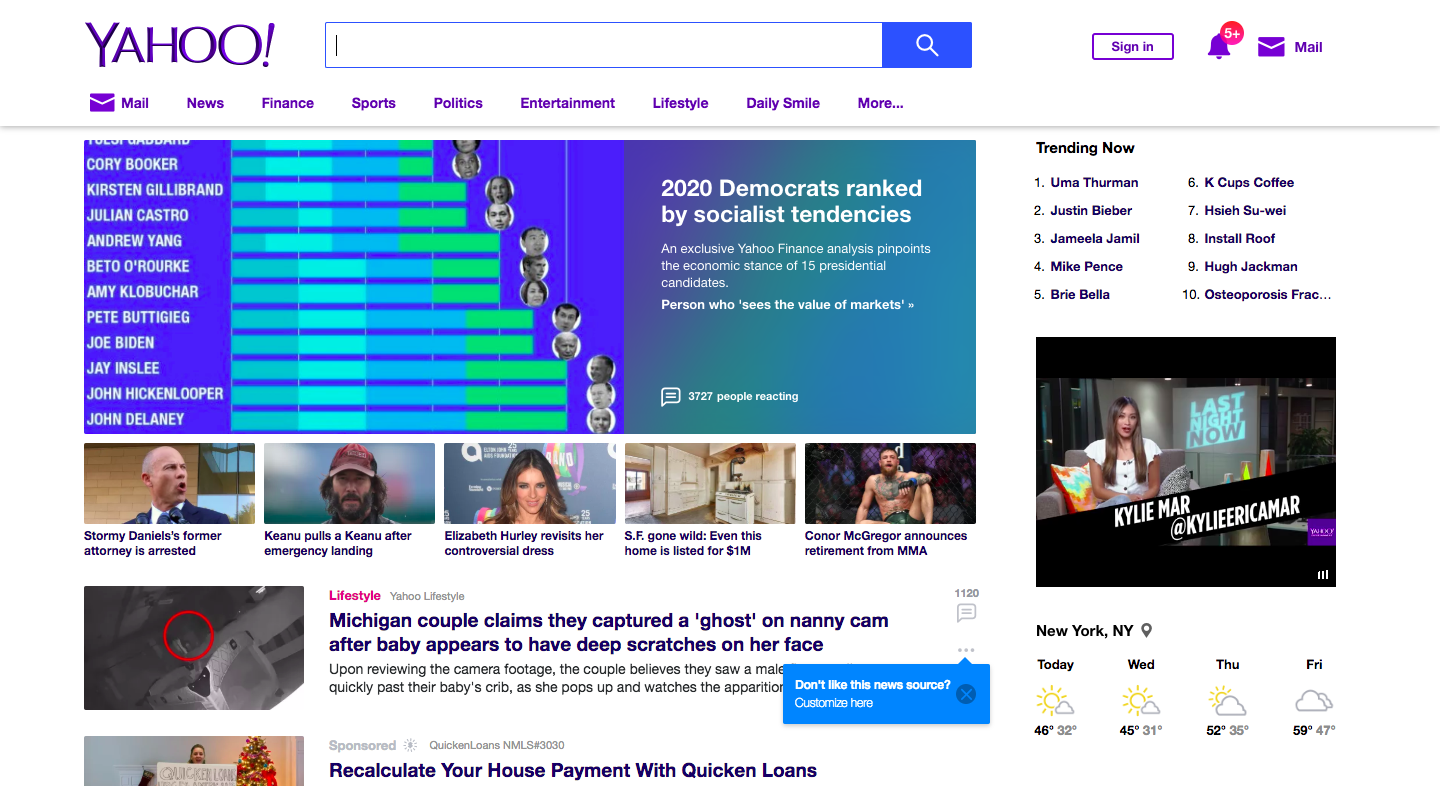 YAHOO!
Sign in
5+
Mail
Mail
News
Finance
Sports
Politics
Entertainment
Lifestyle
Daily Smile
More...
TULSI GABBARD
CORY BOOKER
KIRSTEN GILLIBRAND
JULIAN CASTRO
ANDREW YANG
BETO O'ROURKE
AMY KLOBUCHAR
PETE BUTTIGIEG
JOE BIDEN
JAY INSLEE
JOHN HICKENLOOPER
JOHN DELANEY
2020 Democrats ranked
by socialist tendencies
An exclusive Yahoo Finance analysis pinpoints
the economic stance of 15 presidential
candidates.
Person who 'sees the value of markets' »
3727 people reacting
Stormy Daniels's former
attorney is arrested
Keanu pulls a Keanu after
emergency landing
Elizabeth Hurley revisits her
controversial dress
S.F. gone wild: Even this
home is listed for $1M
Conor McGregor announces
retirement from MMA
Lifestyle Yahoo Lifestyle
1120
Michigan couple claims they captured a 'ghost' on nanny cam
after baby appears to have deep scratches on her face
Upon reviewing the camera footage, the couple believes they saw a male
quickly past their baby's crib, as she pops up and watches the apparition
Don't like this news source?
Customize here
Sponsored QuickenLoans NMLS#3030
Recalculate Your House Payment With Quicken Loans
QUICKEN LOANS
Trending Now
1. Uma Thurman
2. Justin Bieber
3. Jameela Jamil
4. Mike Pence
5. Brie Bella
6. K Cups Coffee
7. Hsieh Su-wei
8. Install Roof
9. Hugh Jackman
10. Osteoporosis Frac...
LAST
NIGHT
NOW
KYLIE MAR
@KYLIEERICAMAR
YAHOO!
New York, NY
Today Wed Thu Fri
46° 32° 45° 31° 52° 35° 59° 47°